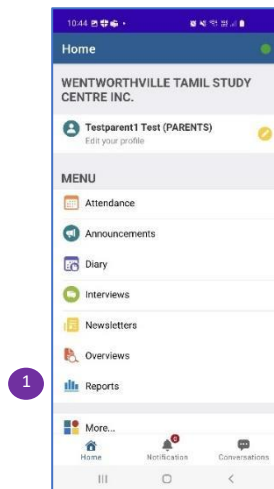 10:44
Home
WENTWORTHVILLE TAMIL STUDY
CENTRE INC.
Testparent1 Test (PARENTS)
Edit your profile
MENU
Attendance
Announcements
Diary
Interviews
Newsletters
Overviews
1
Reports
More...
0
Home Notification Conversations